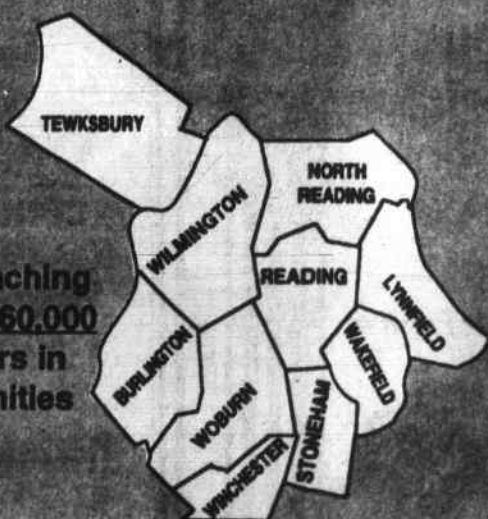 TEWKSBURY
NORTH
READING
WILMINGTON
READING
LYNNFIELD
ching
60,000
BURLINGTON
WAKEFIELD
rs in
nities
WOBURN
STONEHAM
WINCHESTER